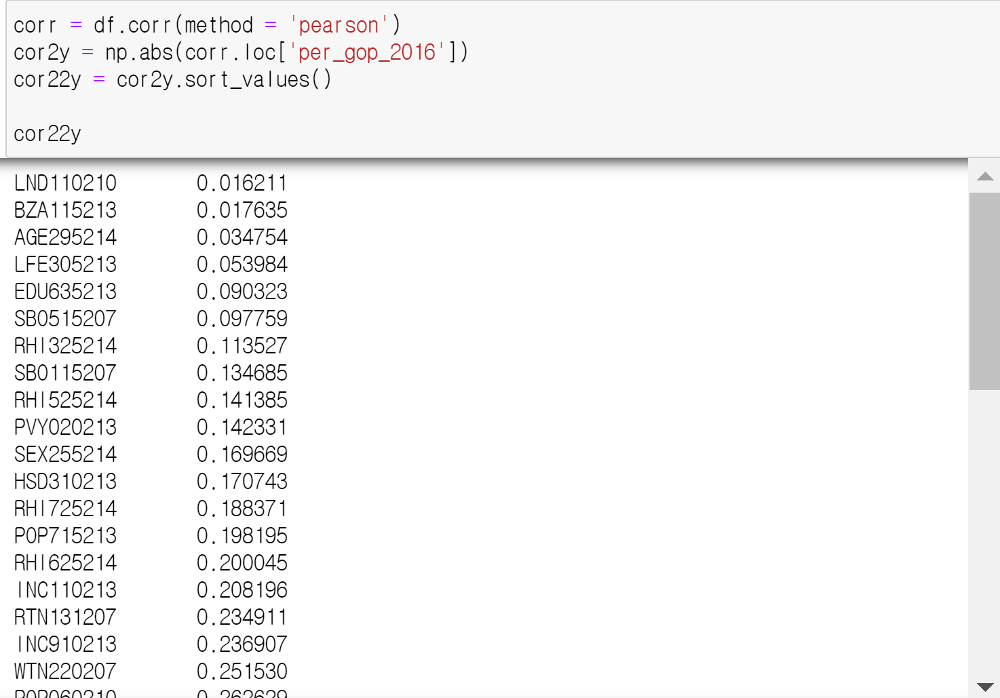 corr = df.corr(method = 'pearson')
cor2y = np.abs(corr.loc['per_gop_2016'])
cor22y = cor2y.sort_values()
cor22y
LND110210 0.016211
BZA115213 0.017635
AGE295214 0.034754
LFE305213 0.053984
EDU635213 0.090323
SBO515207 0.097759
RHI325214 0.113527
SBO115207 0.134685
RHI525214 0.141385
PVY020213 0.142331
SEX255214 0.169669
HSD310213 0.170743
RHI725214 0.188371
POP715213 0.198195
RHI625214 0.200045
INC110213 0.208196
RTN131207 0.234911
INC910213 0.236907
WTN220207 0.251530
POP060210 0.262629